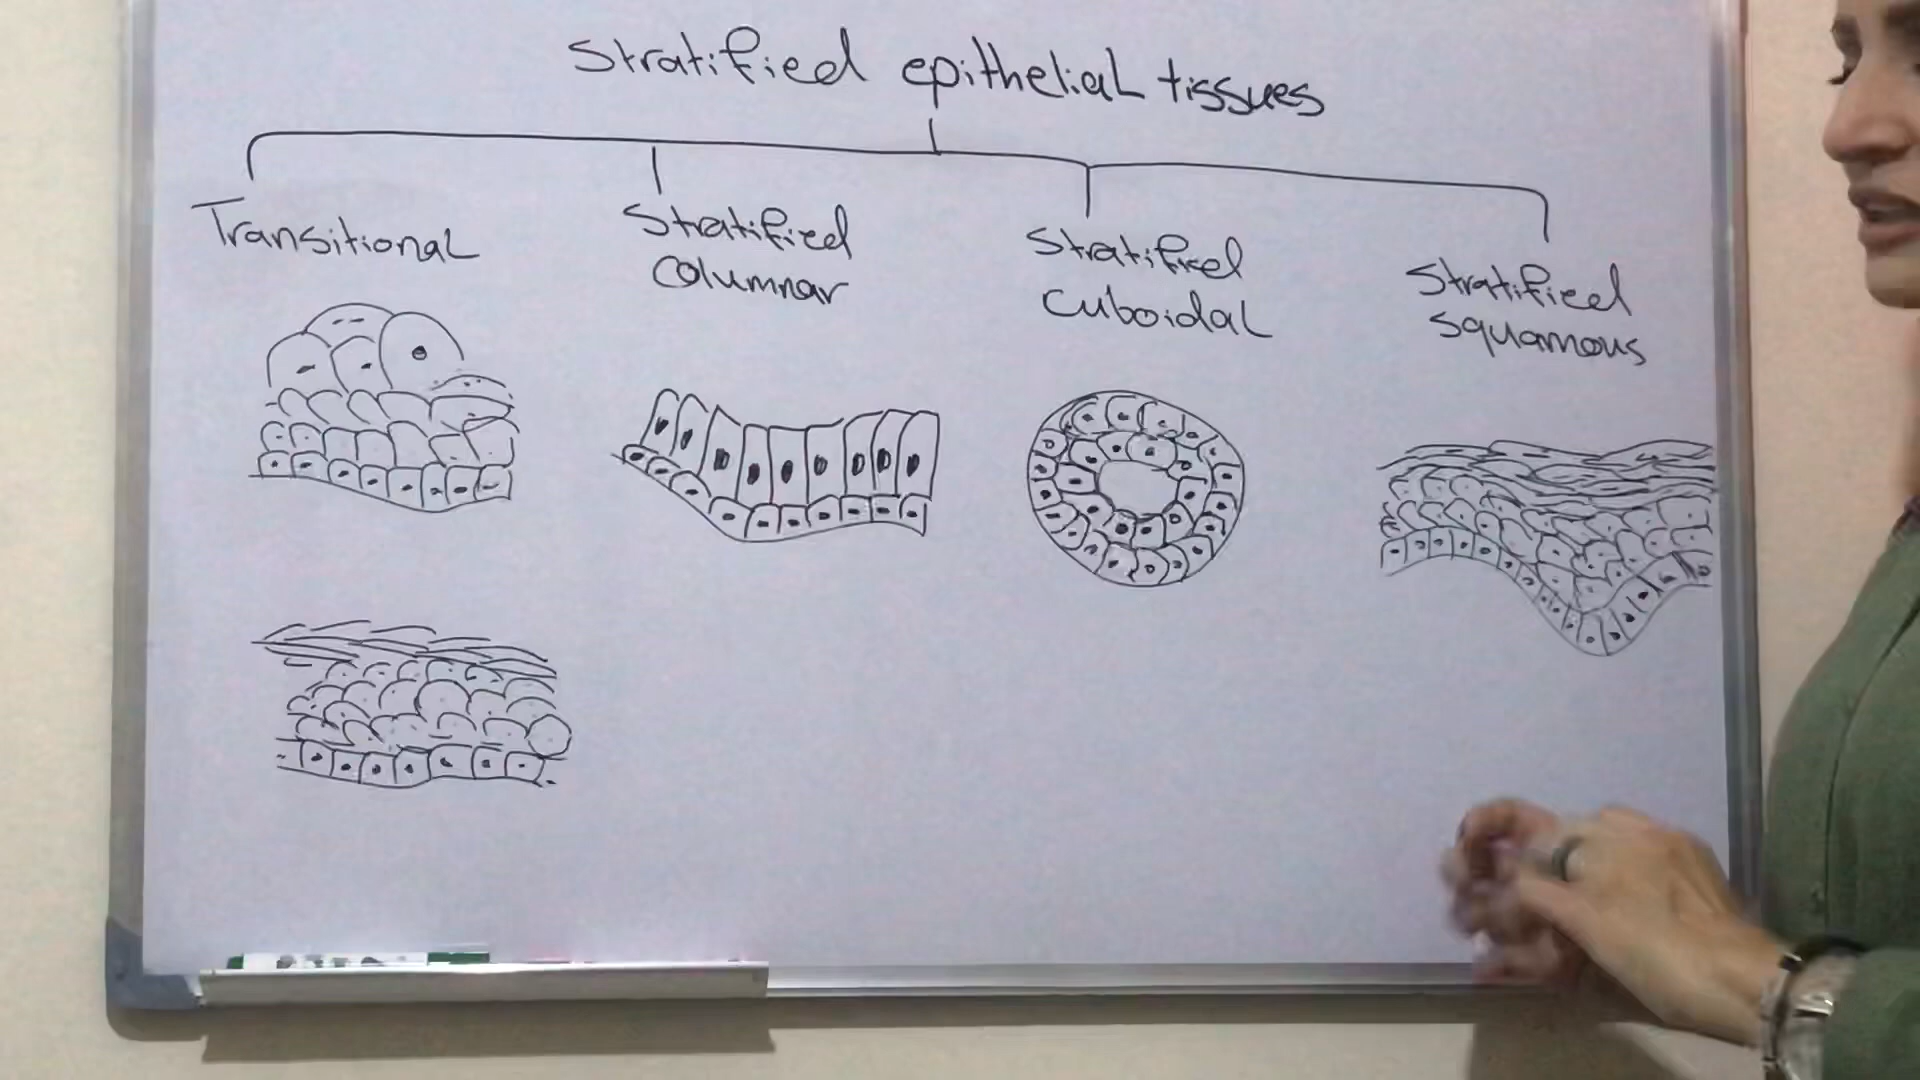 Stratified epithelial tissues
Transitional
Stratified
columnar
Stratified
cuboidal
Stratified
squamous